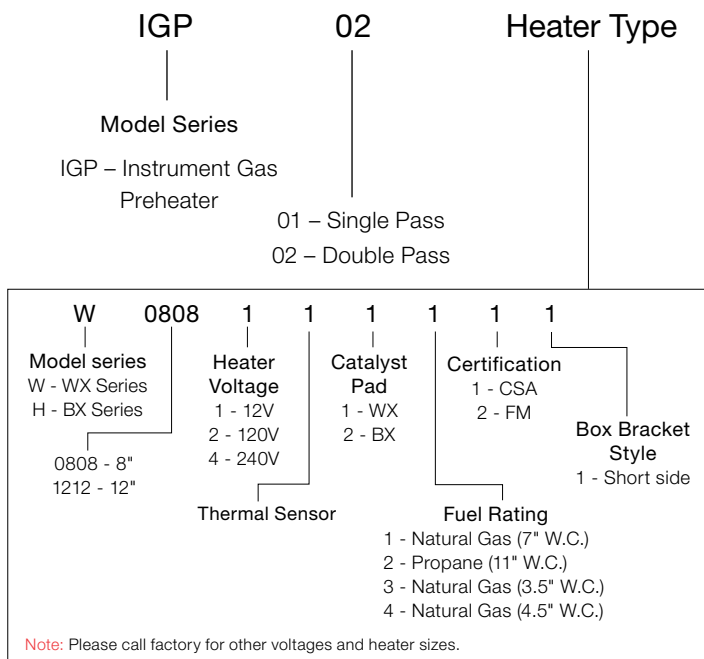 IGP 02 Heater Type
Model Series
IGP – Instrument Gas
Preheater
01 – Single Pass
02 – Double Pass
W 0808 1 1 1 1 1 1
Model series
W - WX Series
H - BX Series
0808 - 8"
1212 - 12"
Heater
Voltage
1 - 12V
2 - 120V
4 - 240V
Thermal Sensor
Catalyst
Pad
1 - WX
2 - BX
Fuel Rating
1 - Natural Gas (7" W.C.)
2 - Propane (11" W.C.)
3 - Natural Gas (3.5" W.C.)
4 - Natural Gas (4.5" W.C.)
Certification
1 - CSA
2 - FM
Box Bracket
Style
1 - Short side
Note: Please call factory for other voltages and heater sizes.